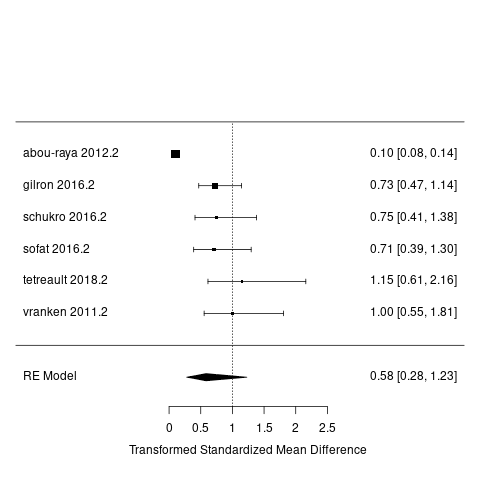 abou-raya 2012.2 0.10 [0.08, 0.14]
gilron 2016.2 0.73 [0.47, 1.14]
schukro 2016.2 0.75 [0.41, 1.38]
sofat 2016.2 0.71 [0.39, 1.30]
tetreault 2018.2 1.15 [0.61, 2.16]
vranken 2011.2 1.00 [0.55, 1.81]
RE Model 0.58 [0.28, 1.23]
0 0.5 1 1.5 2 2.5
Transformed Standardized Mean Difference